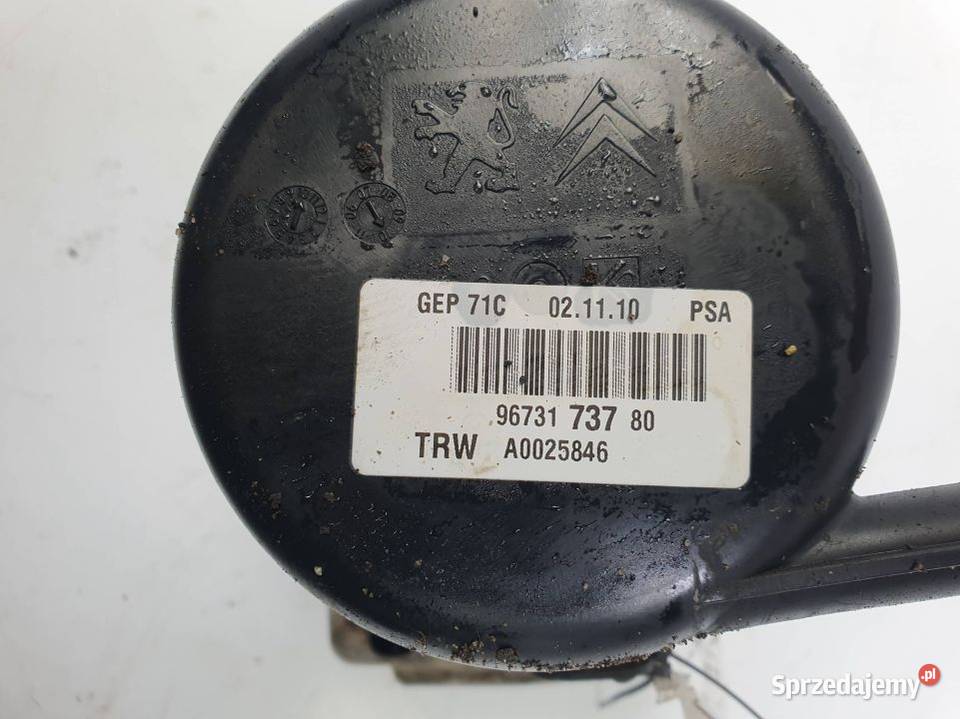 GEP 71C 02.11.10 PSA
96731 737 80
TRW A0025846
Sprzedajemy.pl